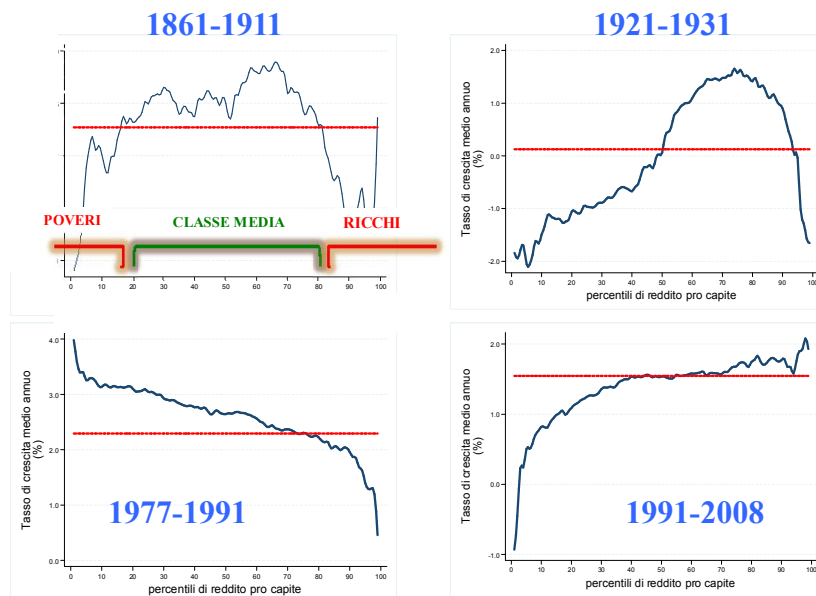 1861-1911
POVERI
CLASSE MEDIA
RICCHI
0 10 20 30 40 50 60 70 80 90 100
1921-1931
Tasso di crescita medio annuo
(%)
2.0
1.0
0.0
-1.0
-2.0
0 10 20 30 40 50 60 70 80 90 100
percentili di reddito pro capite
Tasso di crescita medio annuo
(%)
4.0
3.0
2.0
1.0
0.0
1977-1991
0 10 20 30 40 50 60 70 80 90 100
percentili di reddito pro capite
Tasso di crescita medio annuo
(%)
2.0
1.0
0.0
-1.0
1991-2008
0 10 20 30 40 50 60 70 80 90 100
percentili di reddito pro capite